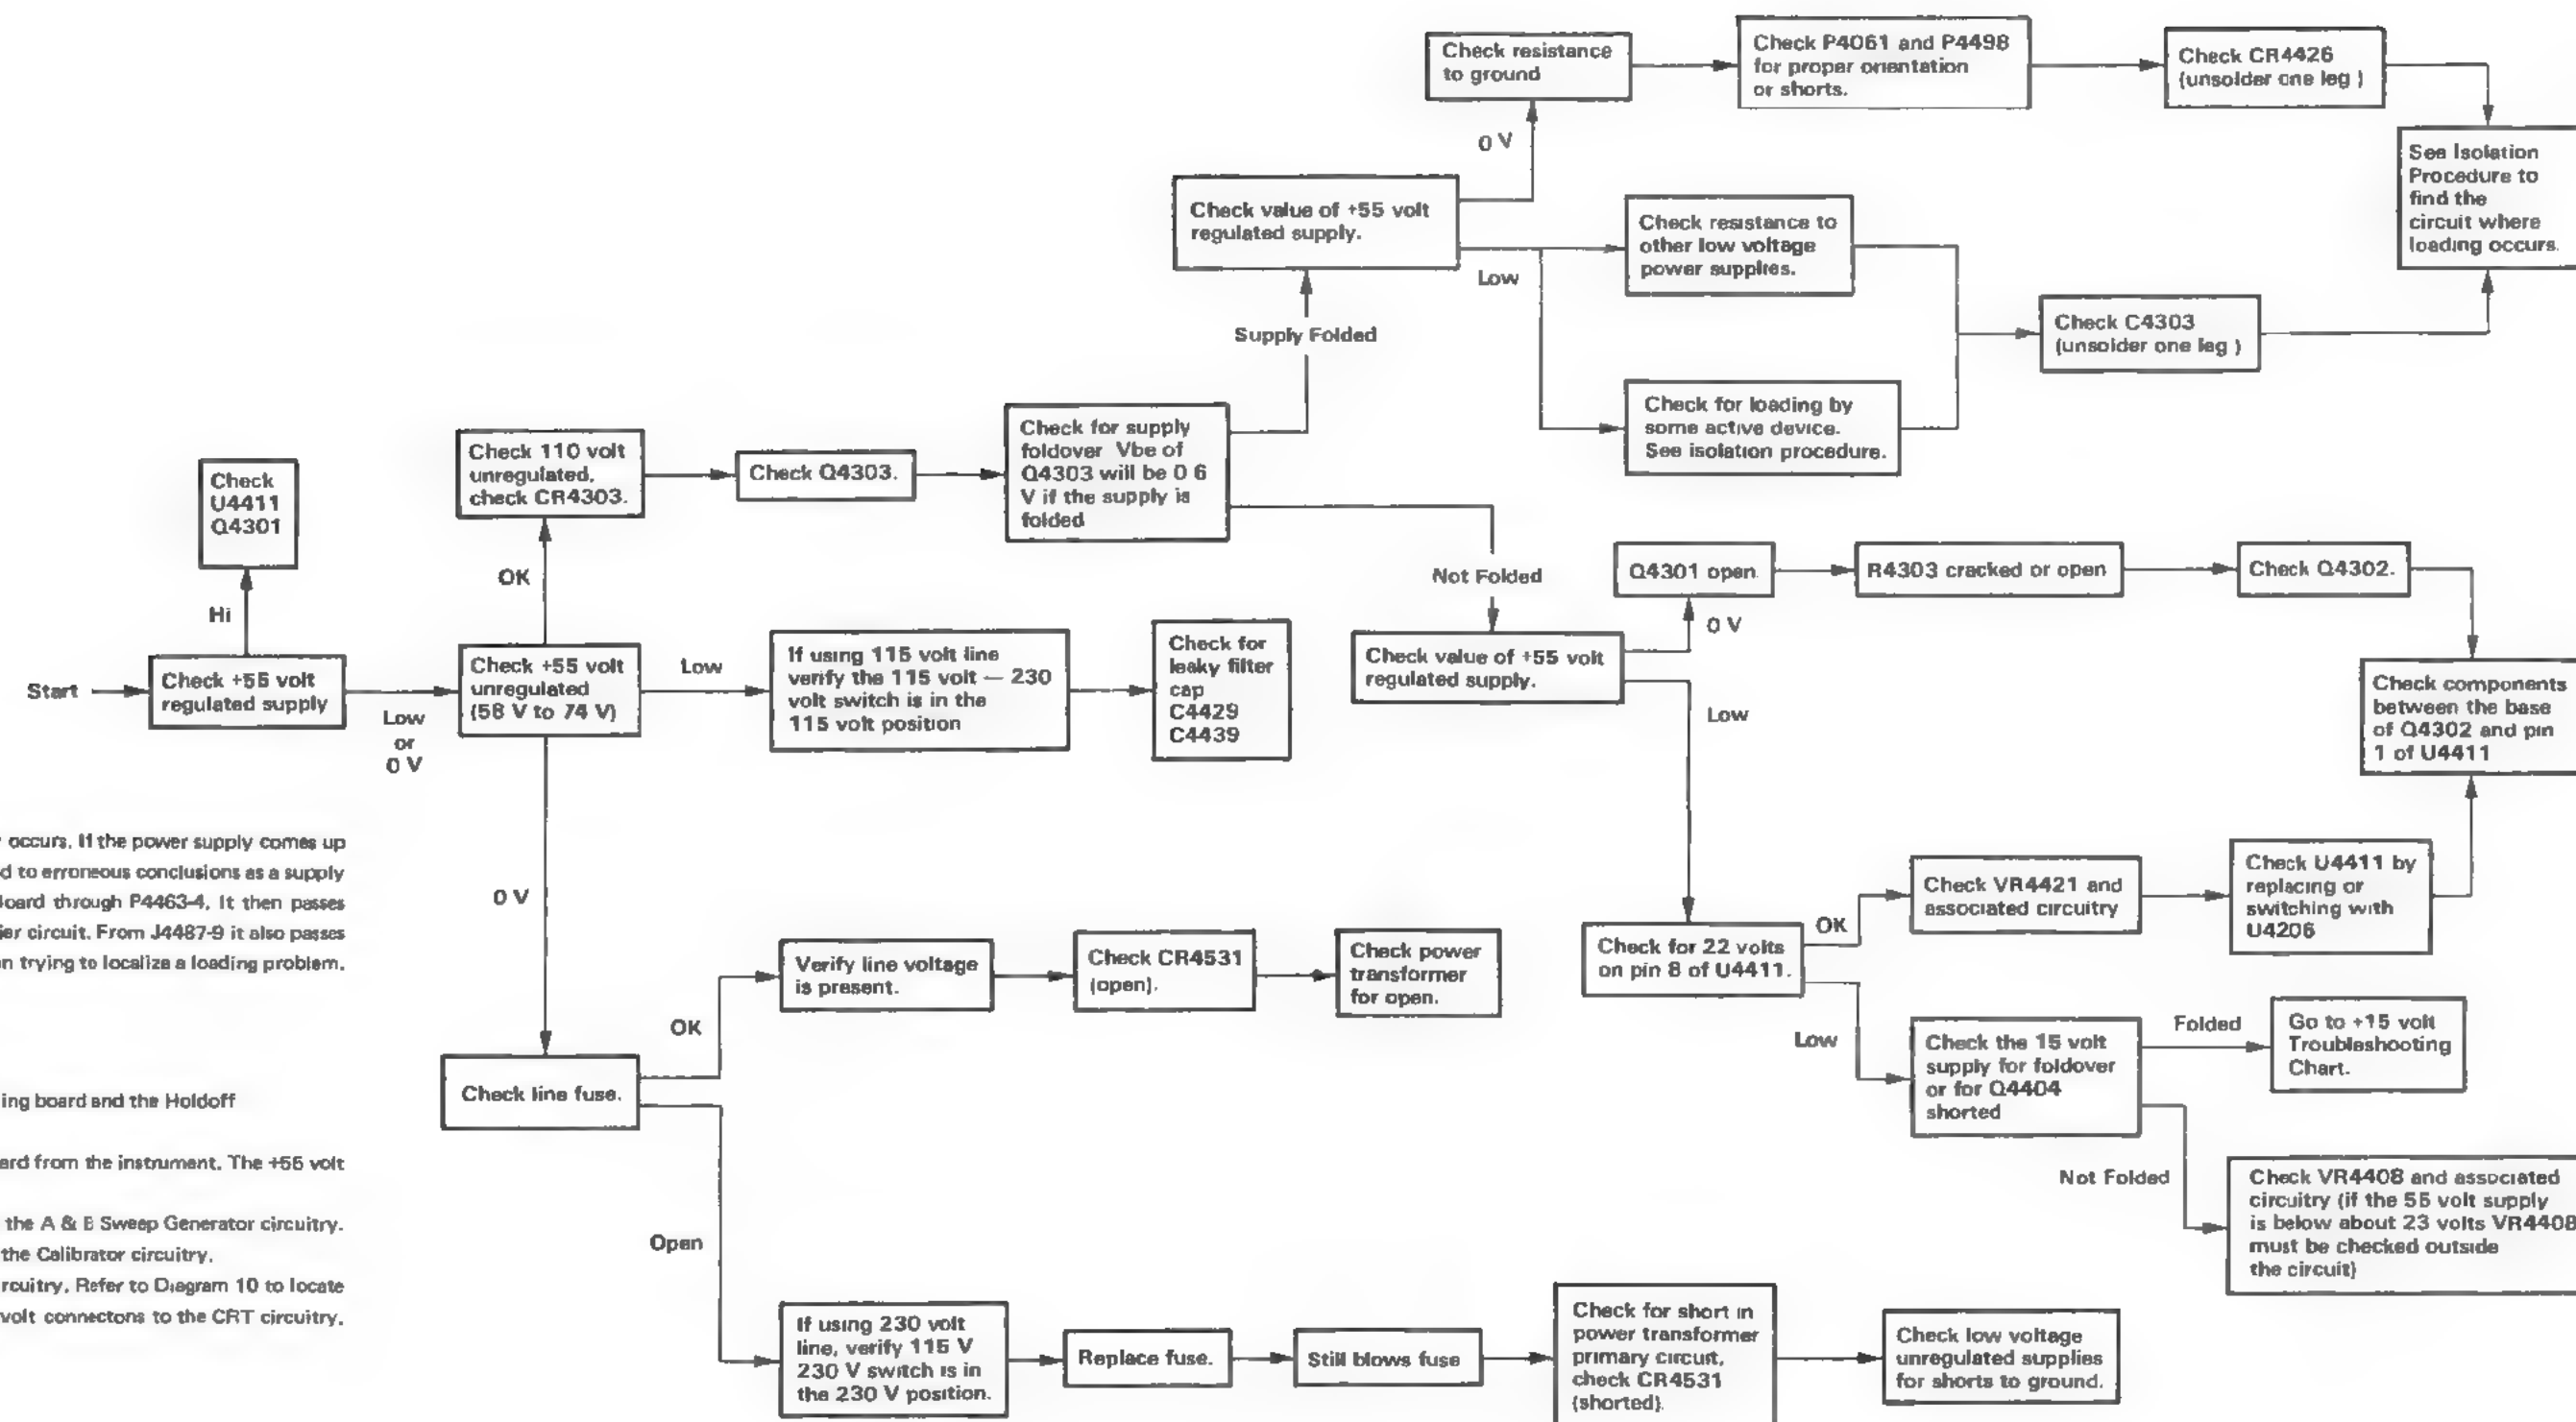 Check resistance
to ground
Check P4061 and P4498
for proper orientation
or shorts.
Check CR4426
(unsolder one leg )
0 V
See Isolation
Procedure to
find the
circuit where
loading occurs.
Check value of +55 volt
regulated supply.
Low
Check resistance to
other low voltage
power supplies.
Check C4303
(unsolder one leg )
Supply Folded
Check for loading by
some active device.
See isolation procedure.
Check
U4411
Q4301
Check 110 volt
unregulated,
check CR4303.
Check Q4303.
Check for supply
foldover Vbe of
Q4303 will be 0 6
V if the supply is
folded
OK
Hi
Not Folded
Q4301 open
R4303 cracked or open
Check Q4302.
0 V
Start
Check +55 volt
regulated supply
Low
or
0 V
Check +55 volt
unregulated
(58 V to 74 V)
Low
If using 115 volt line
verify the 115 volt — 230
volt switch is in the
115 volt position
Check for
leaky filter
cap
C4429
C4439
Check value of +55 volt
regulated supply.
Low
Check components
between the base
of Q4302 and pin
1 of U4411
occurs. If the power supply comes up
d to erroneous conclusions as a supply
oard through P4463-4. It then passes
ier circuit. From J4487-9 it also passes
n trying to localize a loading problem.
0 V
Check for 22 volts
on pin 8 of U4411.
OK
Check VR4421 and
associated circuitry
Check U4411 by
replacing or
switching with
U4206
Low
Check the 15 volt
supply for foldover
or for Q4404
shorted
Folded
Go to +15 volt
Troubleshooting
Chart.
Not Folded
Check VR4408 and associated
circuitry (if the 55 volt supply
is below about 23 volts VR4408
must be checked outside
the circuit)
Check line fuse.
OK
Verify line voltage
is present.
Check CR4531
(open).
Check power
transformer
for open.
ing board and the Holdoff
ard from the instrument. The +55 volt
the A & B Sweep Generator circuitry.
the Calibrator circuitry.
rcuitry. Refer to Diagram 10 to locate
volt connectons to the CRT circuitry.
Open
If using 230 volt
line, verify 115 V
230 V switch is in
the 230 V position.
Replace fuse.
Still blows fuse
Check for short in
power transformer
primary circuit,
check CR4531
(shorted).
Check low voltage
unregulated supplies
for shorts to ground.